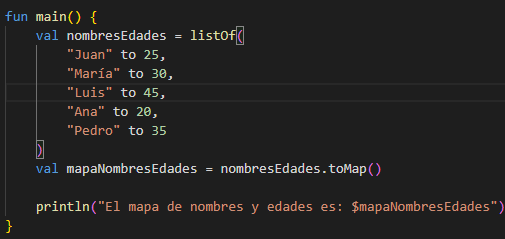 fun main() {
    val nombresEdades = listOf(
        "Juan" to 25,
        "María" to 30,
        "Luis" to 45,
        "Ana" to 20,
        "Pedro" to 35
    )
    val mapaNombresEdades = nombresEdades.toMap()

    println("El mapa de nombres y edades es: $mapaNombresEdades")
}